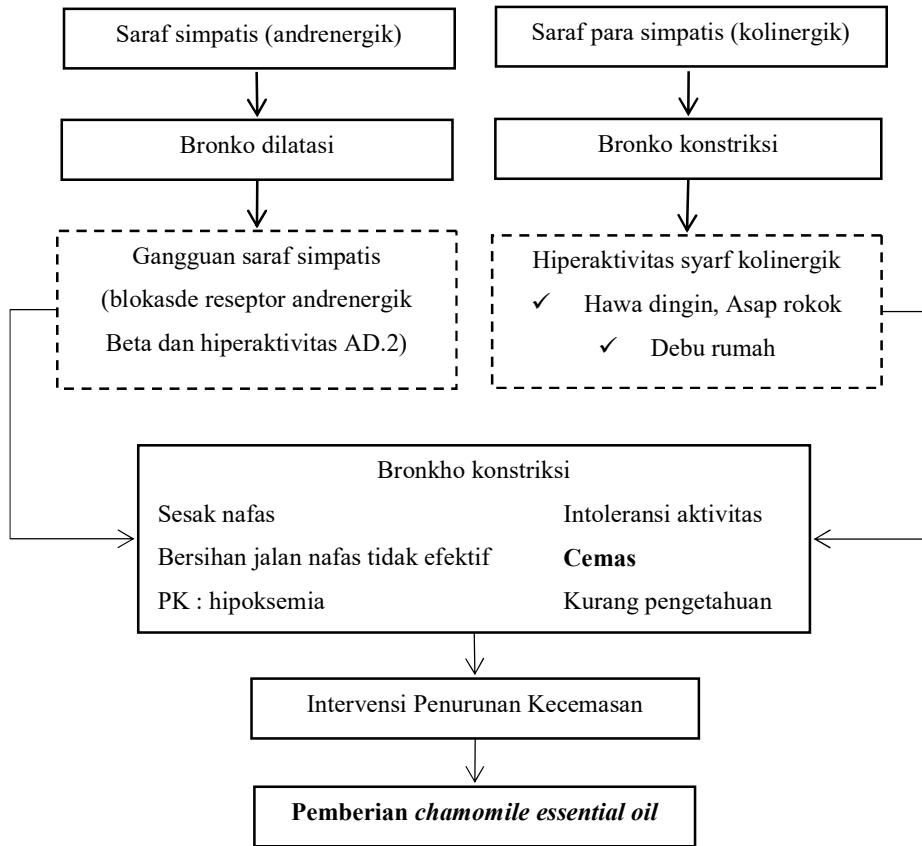 Saraf simpatis (andrenergik)
Saraf para simpatis (kolinergik)
Bronko dilatasi
Bronko konstriksi
Gangguan saraf simpatis
(blokasde reseptor andrenergik
Beta dan hiperaktivitas AD.2)
Hiperaktivitas syarf kolinergik
✓ Hawa dingin, Asap rokok
✓ Debu rumah
Bronkho konstriksi
Sesak nafas
Bersihan jalan nafas tidak efektif
PK : hipoksemia
Intoleransi aktivitas
Cemas
Kurang pengetahuan
Intervensi Penurunan Kecemasan
Pemberian chamomile essential oil